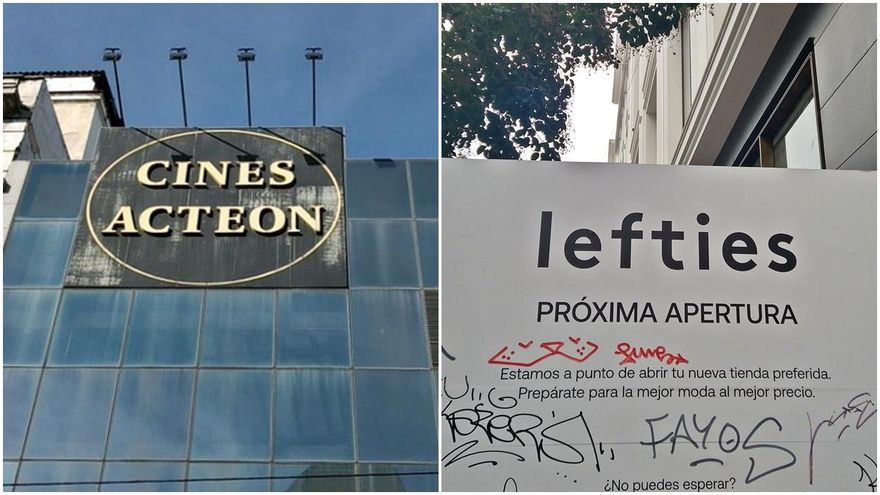 CINES
ACTEON
lefties
PRÓXIMA APERTURA
Estamos a punto de abrir tu nueva tienda preferida.
Prepárate para la mejor moda al mejor precio.
FAYOS
¿No puedes esperar?